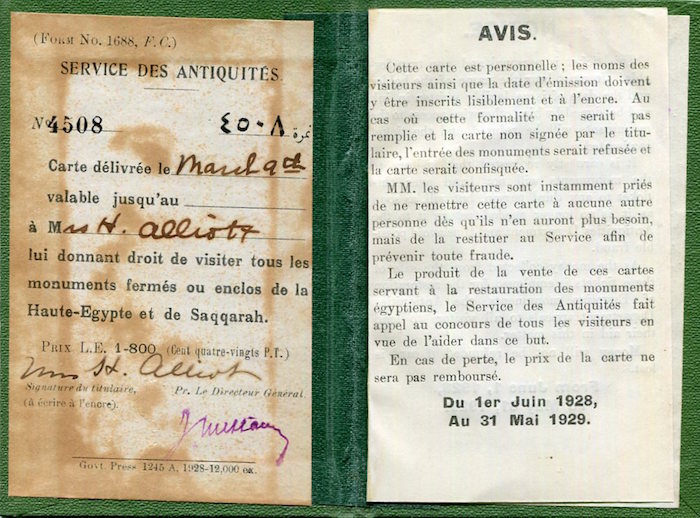 (Form No. 1688, F.C.)
SERVICE DES ANTIQUITÉS.
No 4508 ٤٥٠٨ نمرة
Carte délivrée le March 9th
valable jusqu'au
à Mrs H. Alliott
lui donnant droit de visiter tous les
monuments fermés ou enclos de la
Haute-Egypte et de Saqqarah.
PRIX L.E. 1-800 (Cent quatre-vingts P.T.)
Mrs H. Alliott
Signature du titulaire, Pr. Le Directeur Général.
(à écrire à l'encre).
Govt. Press 1245 A, 1928-12,000 ex.
AVIS.
Cette carte est personnelle ; les noms des
visiteurs ainsi que la date d'émission doivent
y être inscrits lisiblement et à l'encre. Au
cas où cette formalité ne serait pas
remplie et la carte non signée par le titu-
laire, l'entrée des monuments serait refusée et
la carte serait confisquée.
MM. les visiteurs sont instamment priés
de ne remettre cette carte à aucune autre
personne dès qu'ils n'en auront plus besoin,
mais de la restituer au Service afin de
prévenir toute fraude.
Le produit de la vente de ces cartes
servant à la restauration des monuments
égyptiens, le Service des Antiquités fait
appel au concours de tous les visiteurs en
vue de l'aider dans ce but.
En cas de perte, le prix de la carte ne
sera pas remboursé.
Du 1er Juin 1928,
Au 31 Mai 1929.